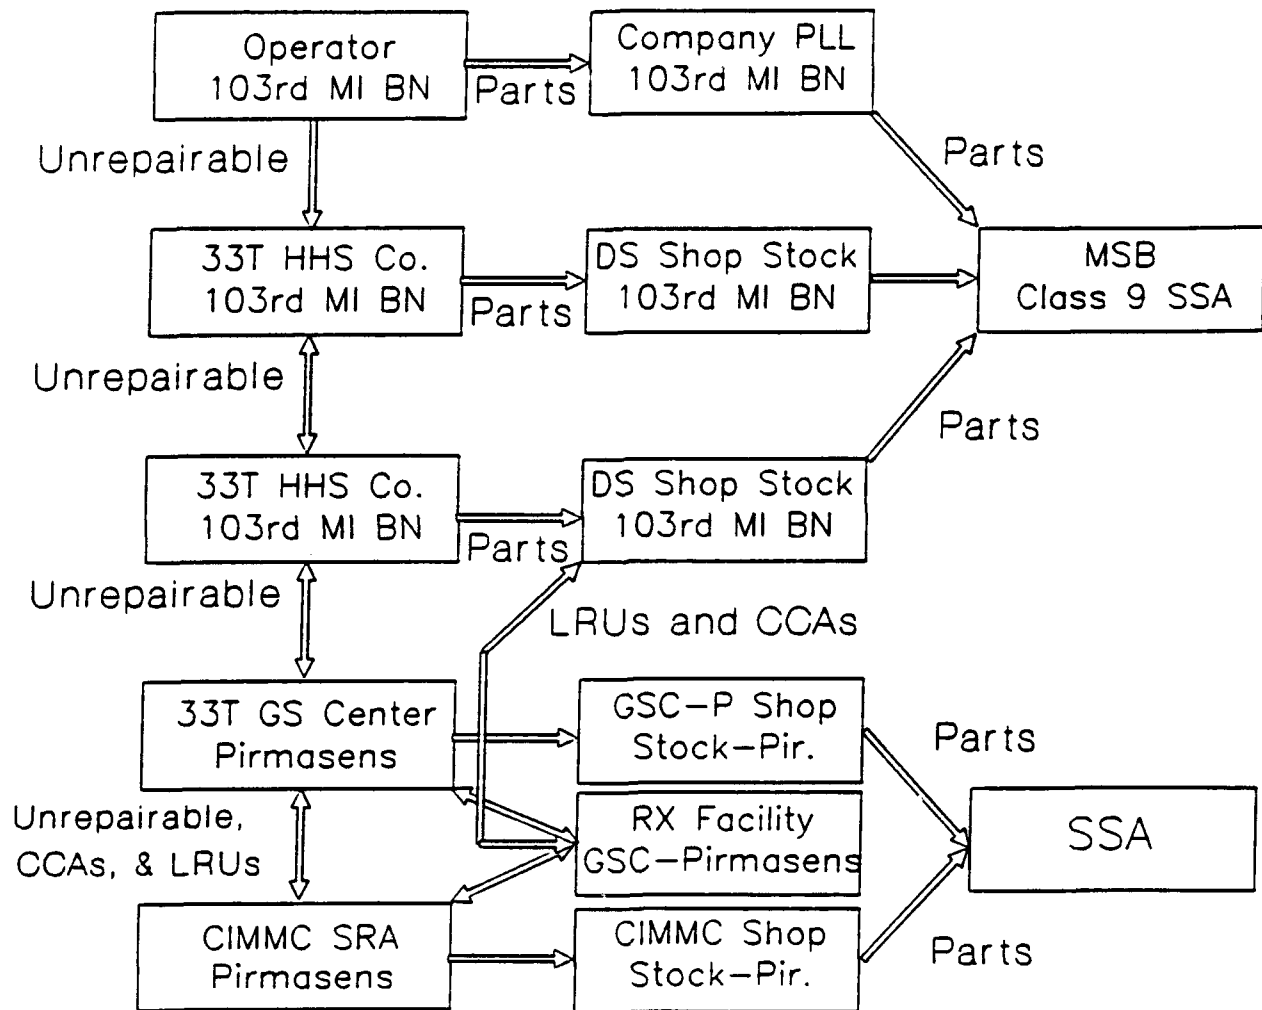 Operator
103rd MI BN
Parts
Company PLL
103rd MI BN
Unrepairable
Parts
33T HHS Co.
103rd MI BN
Parts
DS Shop Stock
103rd MI BN
MSB
Class 9 SSA
Unrepairable
Parts
33T HHS Co.
103rd MI BN
Parts
DS Shop Stock
103rd MI BN
Unrepairable
LRUs and CCAs
33T GS Center
Pirmasens
GSC-P Shop
Stock-Pir.
Parts
Unrepairable,
CCAs, & LRUs
RX Facility
GSC-Pirmasens
SSA
CIMMC SRA
Pirmasens
CIMMC Shop
Stock-Pir.
Parts